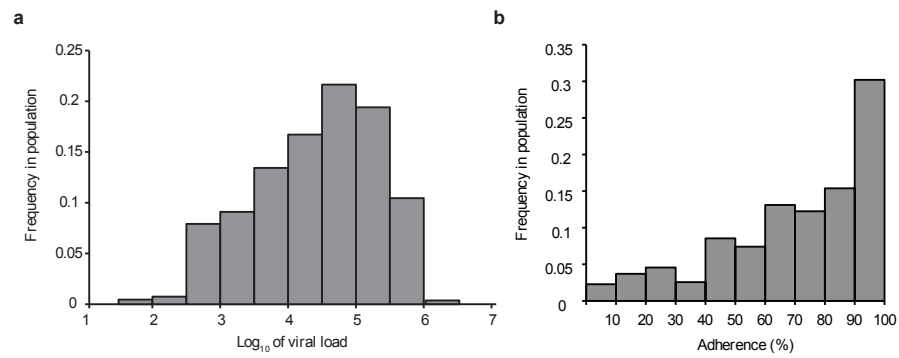 a
0.25
0.2
0.15
0.1
0.05
0
1 2 3 4 5 6 7
Frequency in population
Log10 of viral load
b
0.35
0.3
0.25
0.2
0.15
0.1
0.05
0
10 20 30 40 50 60 70 80 90 100
Frequency in population
Adherence (%)